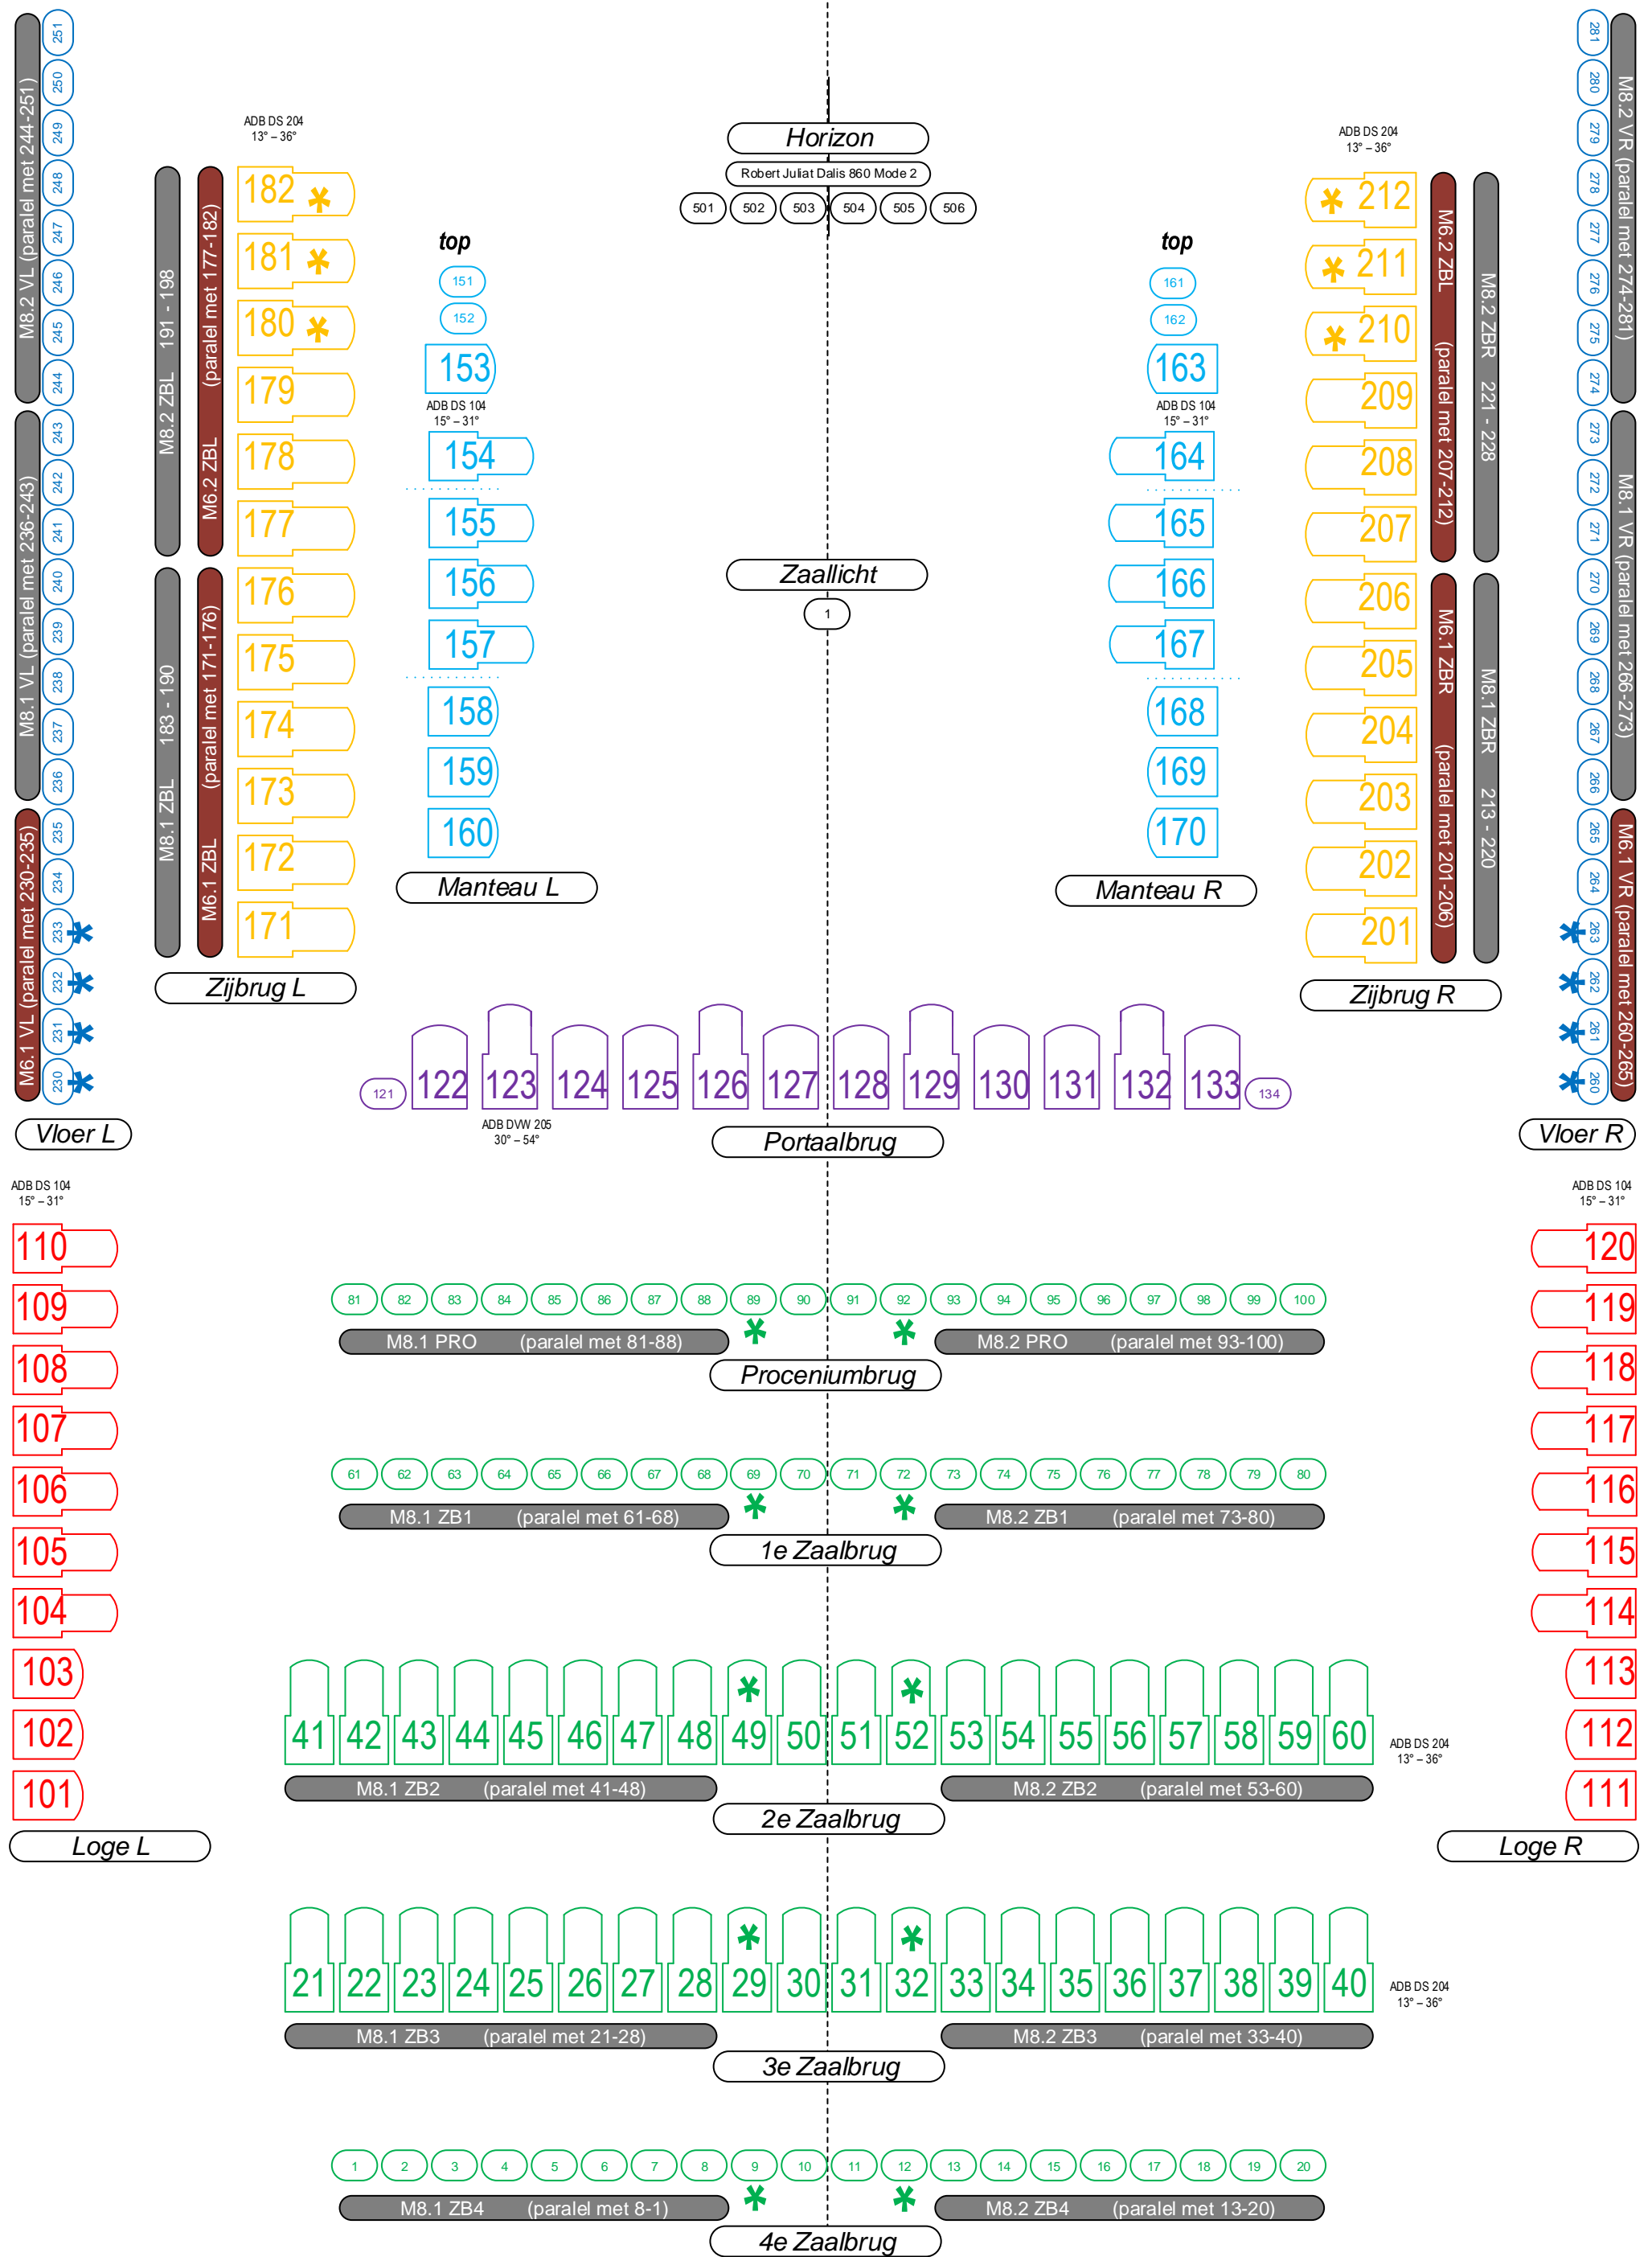 Horizon
Robert Juliat Dalis 860 Mode 2
501 502 503 504 505 506
251
250
249
248
247
246
245
244
243
242
241
240
239
238
237
236
235
234
233 *
232 *
231 *
230 *
M8.2 VL (paralel met 244-251)
M8.1 VL (paralel met 236-243)
M6.1 VL (paralel met 230-235)
Vloer L
ADB DS 204
13° – 36°
M8.2 ZBL 191 - 198
M6.2 ZBL (paralel met 177-182)
M8.1 ZBL 183 - 190
M6.1 ZBL (paralel met 171-176)
182 *
181 *
180 *
179
178
177
176
175
174
173
172
171
Zijbrug L
top
151
152
153
ADB DS 104
15° – 31°
154
155
156
157
158
159
160
Manteau L
Zaallicht
1
top
161
162
163
ADB DS 104
15° – 31°
164
165
166
167
168
169
170
Manteau R
ADB DS 204
13° – 36°
* 212
* 211
* 210
209
208
207
206
205
204
203
202
201
M6.2 ZBL (paralel met 207-212)
M8.2 ZBR 221 - 228
M6.1 ZBR (paralel met 201-206)
M8.1 ZBR 213 - 220
Zijbrug R
281
280
279
278
277
276
275
274
273
272
271
270
269
268
267
266
265
264
* 263
* 262
* 261
* 260
M8.2 VR (paralel met 274-281)
M8.1 VR (paralel met 266-273)
M6.1 VR (paralel met 260-265)
Vloer R
121 122 123 124 125 126 127 128 129 130 131 132 133 134
ADB DVW 205
30° – 54°
Portaalbrug
ADB DS 104
15° – 31°
110
109
108
107
106
105
104
103
102
101
Loge L
ADB DS 104
15° – 31°
120
119
118
117
116
115
114
113
112
111
Loge R
81 82 83 84 85 86 87 88 89 90 91 92 93 94 95 96 97 98 99 100
M8.1 PRO (paralel met 81-88) * * M8.2 PRO (paralel met 93-100)
Proceniumbrug
61 62 63 64 65 66 67 68 69 70 71 72 73 74 75 76 77 78 79 80
M8.1 ZB1 (paralel met 61-68) * * M8.2 ZB1 (paralel met 73-80)
1e Zaalbrug
* *
41 42 43 44 45 46 47 48 49 50 51 52 53 54 55 56 57 58 59 60
ADB DS 204
13° – 36°
M8.1 ZB2 (paralel met 41-48) M8.2 ZB2 (paralel met 53-60)
2e Zaalbrug
* *
21 22 23 24 25 26 27 28 29 30 31 32 33 34 35 36 37 38 39 40
ADB DS 204
13° – 36°
M8.1 ZB3 (paralel met 21-28) M8.2 ZB3 (paralel met 33-40)
3e Zaalbrug
1 2 3 4 5 6 7 8 9 10 11 12 13 14 15 16 17 18 19 20
M8.1 ZB4 (paralel met 8-1) * * M8.2 ZB4 (paralel met 13-20)
4e Zaalbrug